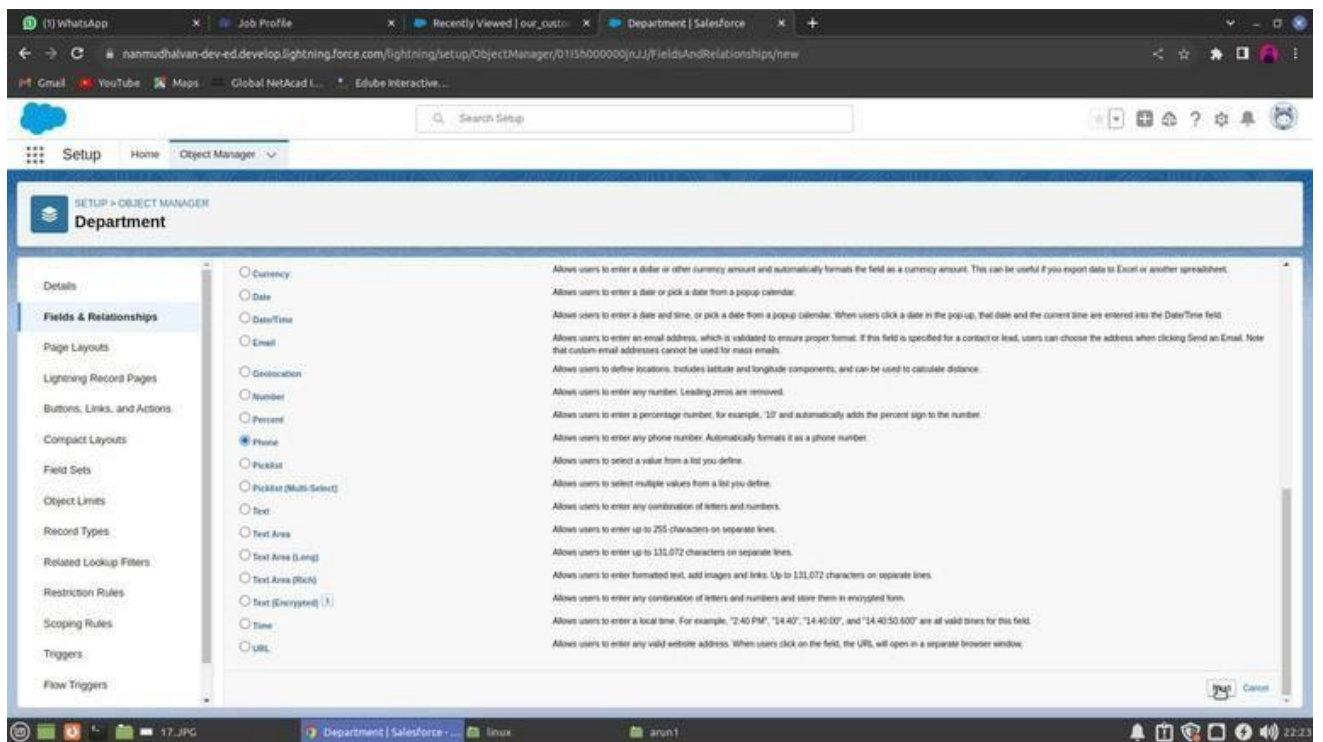 (1) WhatsApp
Job Profile
Recently Viewed | our_custo
Department | Salesforce
nanmudhalvan-dev-ed.develop.lightning.force.com/lightning/setup/ObjectManager/01I5h000000jnJJ/FieldsAndRelationships/new
Gmail YouTube Maps Global NetAcad I... Edube Interactive...
Search Setup
Setup Home Object Manager
SETUP > OBJECT MANAGER
Department
Details
Fields & Relationships
Page Layouts
Lightning Record Pages
Buttons, Links, and Actions
Compact Layouts
Field Sets
Object Limits
Record Types
Related Lookup Filters
Restriction Rules
Scoping Rules
Triggers
Flow Triggers
Currency Allows users to enter a dollar or other currency amount and automatically formats the field as a currency amount. This can be useful if you export data to Excel or another spreadsheet.
Date Allows users to enter a date or pick a date from a popup calendar.
Date/Time Allows users to enter a date and time, or pick a date from a popup calendar. When users click a date in the pop-up, that date and the current time are entered into the Date/Time field.
Email Allows users to enter an email address, which is validated to ensure proper format. If this field is specified for a contact or lead, users can choose the address when clicking Send an Email. Note
that custom email addresses cannot be used for mass emails.
Geolocation Allows users to define locations. Includes latitude and longitude components, and can be used to calculate distance.
Number Allows users to enter any number. Leading zeros are removed.
Percent Allows users to enter a percentage number, for example, '10' and automatically adds the percent sign to the number.
Phone Allows users to enter any phone number. Automatically formats it as a phone number.
Picklist Allows users to select a value from a list you define.
Picklist (Multi-Select) Allows users to select multiple values from a list you define.
Text Allows users to enter any combination of letters and numbers.
Text Area Allows users to enter up to 255 characters on separate lines.
Text Area (Long) Allows users to enter up to 131,072 characters on separate lines.
Text Area (Rich) Allows users to enter formatted text, add images and links. Up to 131,072 characters on separate lines.
Text (Encrypted) Allows users to enter any combination of letters and numbers and store them in encrypted form.
Time Allows users to enter a local time. For example, "2:40 PM", "14:40", "14:40:00", and "14:40:50.600" are all valid times for this field.
URL Allows users to enter any valid website address. When users click on the field, the URL will open in a separate browser window.
Cancel
17.JPG
Department | Salesforce - ...
linux
arun1
22:23